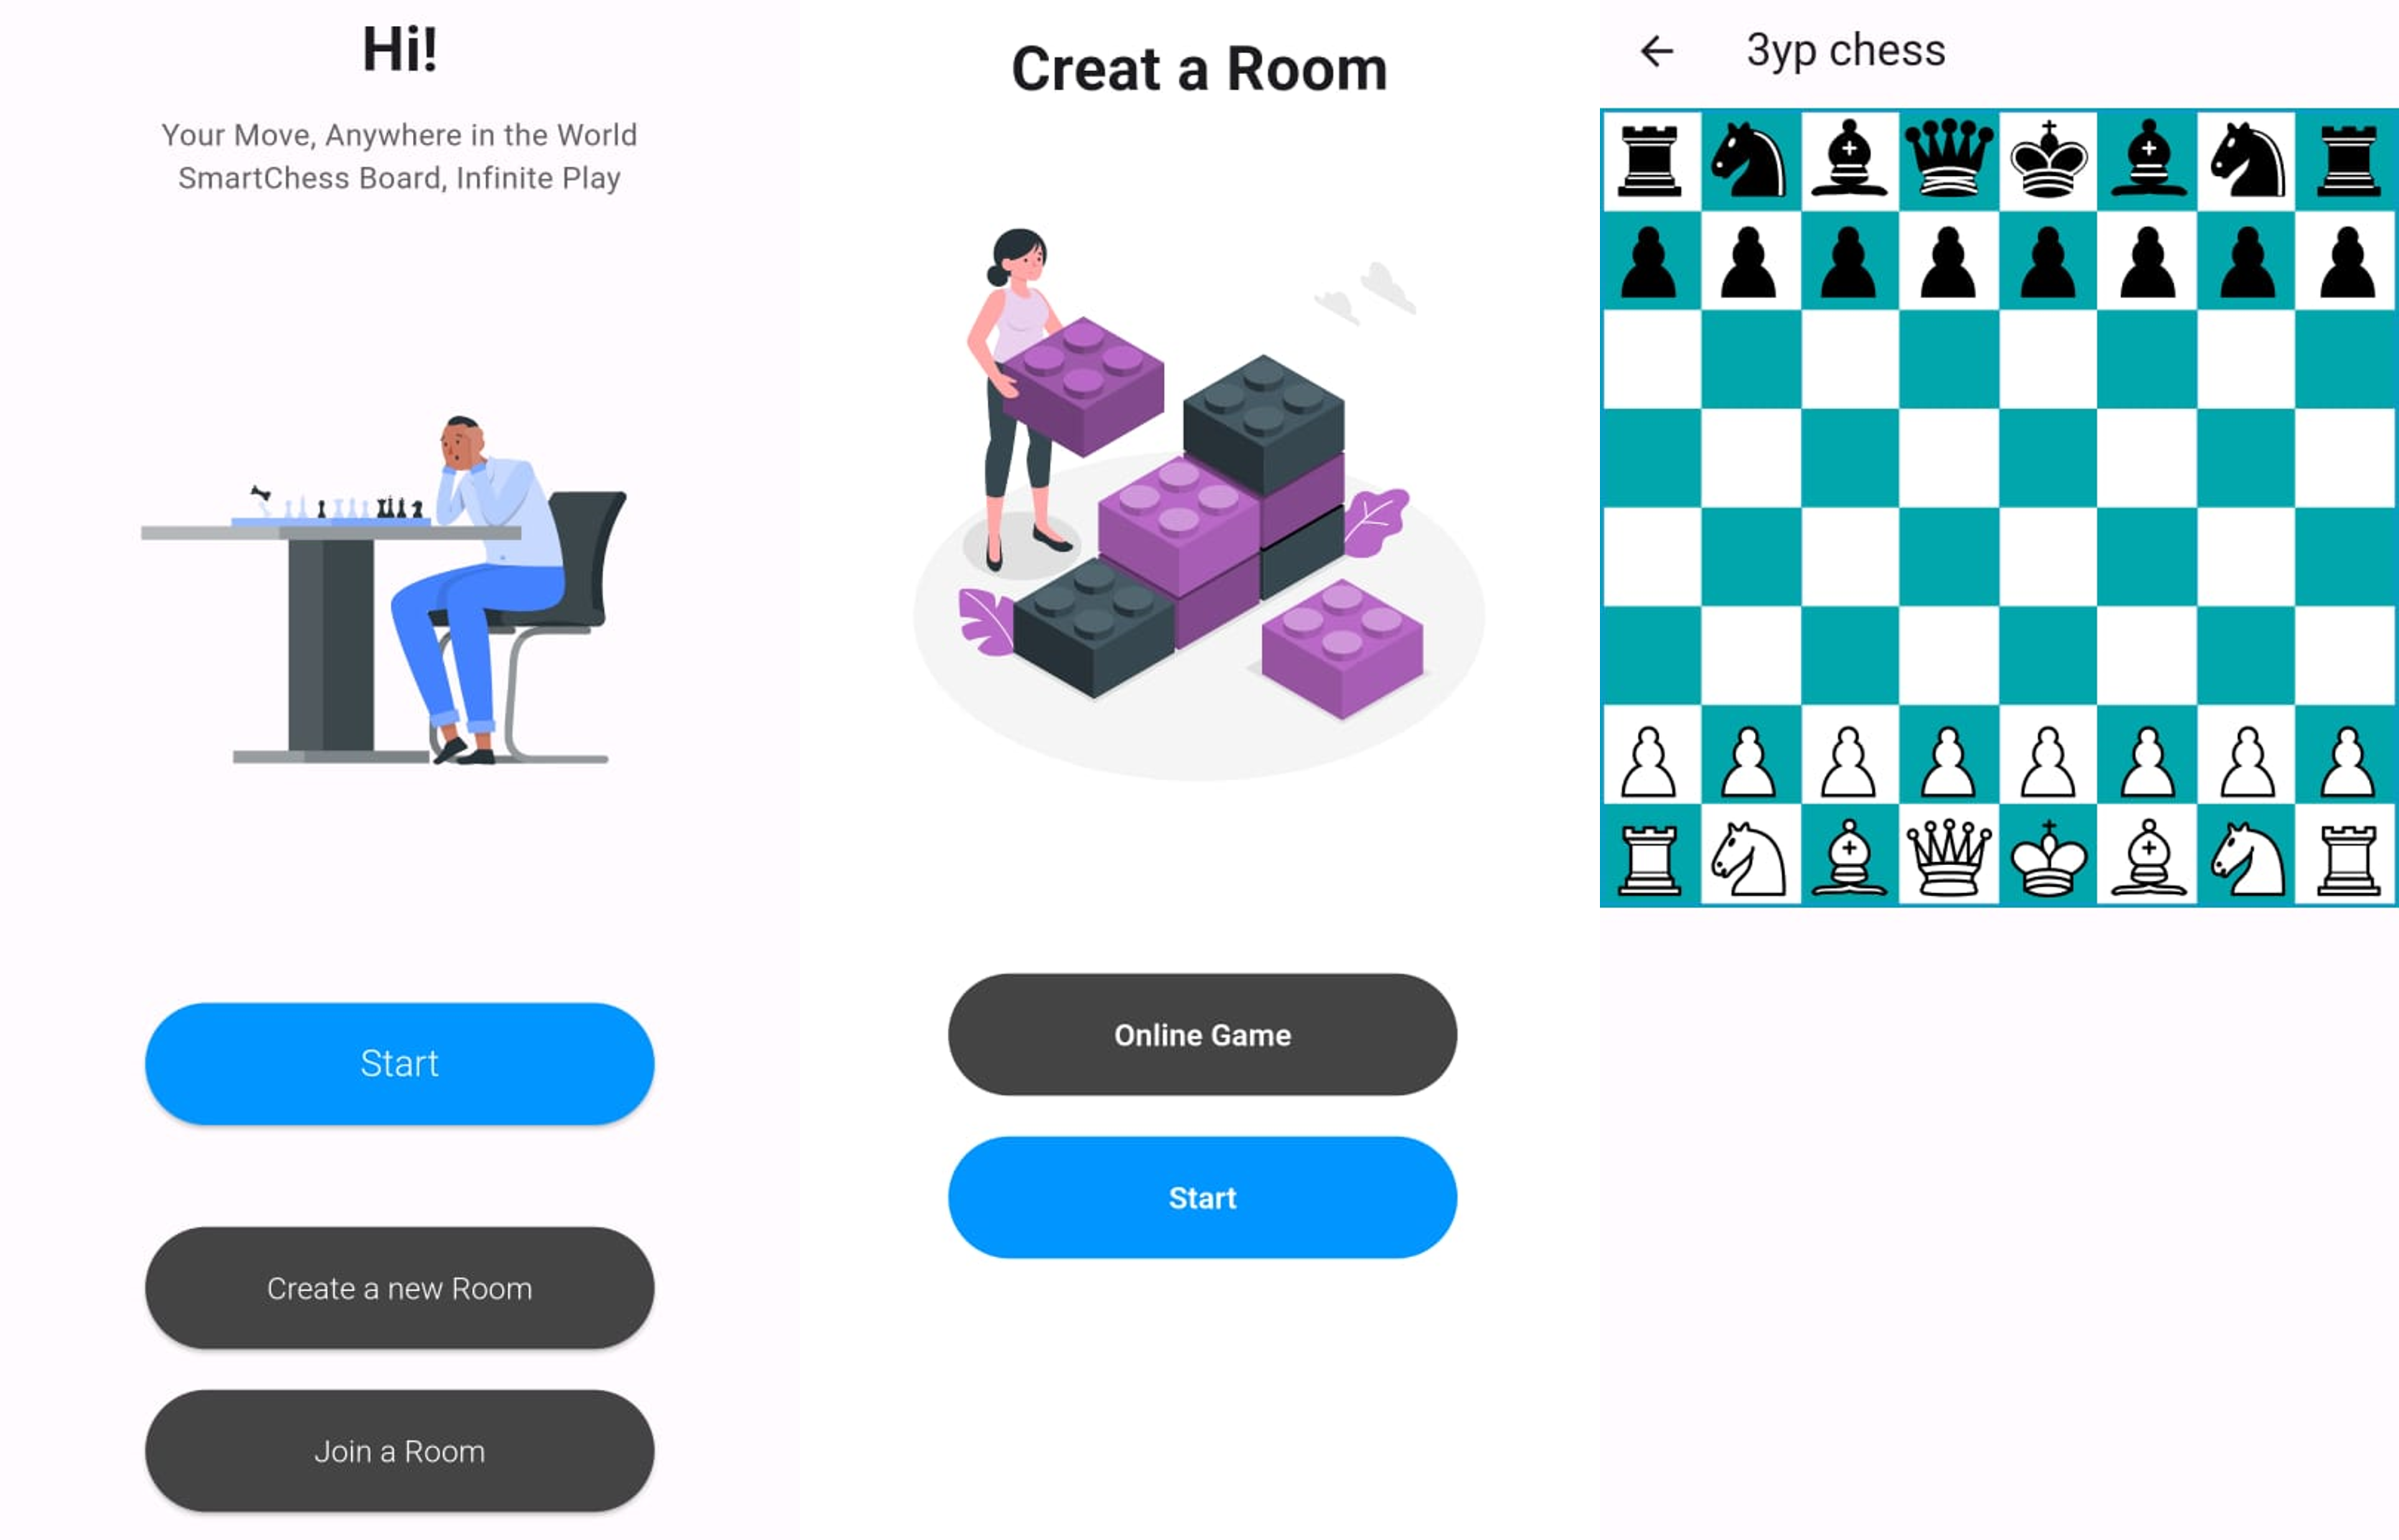 Hi!
Your Move, Anywhere in the World
SmartChess Board, Infinite Play
Start
Create a new Room
Join a Room
Creat a Room
Online Game
Start
3yp chess